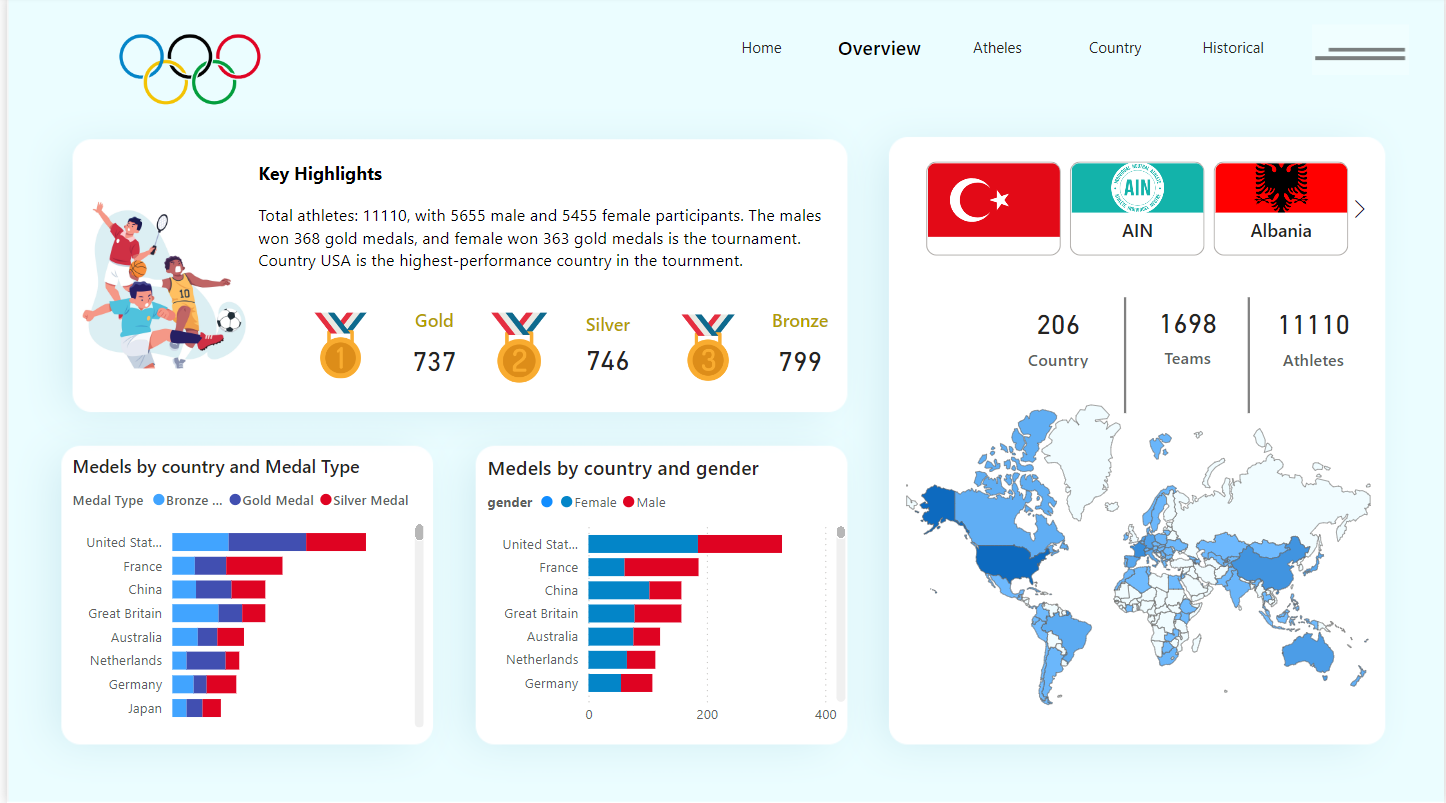 Home
Overview
Atheles
Country
Historical
Key Highlights
Total athletes: 11110, with 5655 male and 5455 female participants. The males
won 368 gold medals, and female won 363 gold medals is the tournament.
Country USA is the highest-performance country in the tournment.
10
1
Gold
737
2
Silver
746
3
Bronze
799
AIN
AIN
Albania
206
Country
1698
Teams
11110
Athletes
Medels by country and Medal Type
Medal Type Bronze ... Gold Medal Silver Medal
United Stat...
France
China
Great Britain
Australia
Netherlands
Germany
Japan
Medels by country and gender
gender Female Male
United Stat...
France
China
Great Britain
Australia
Netherlands
Germany
0 200 400